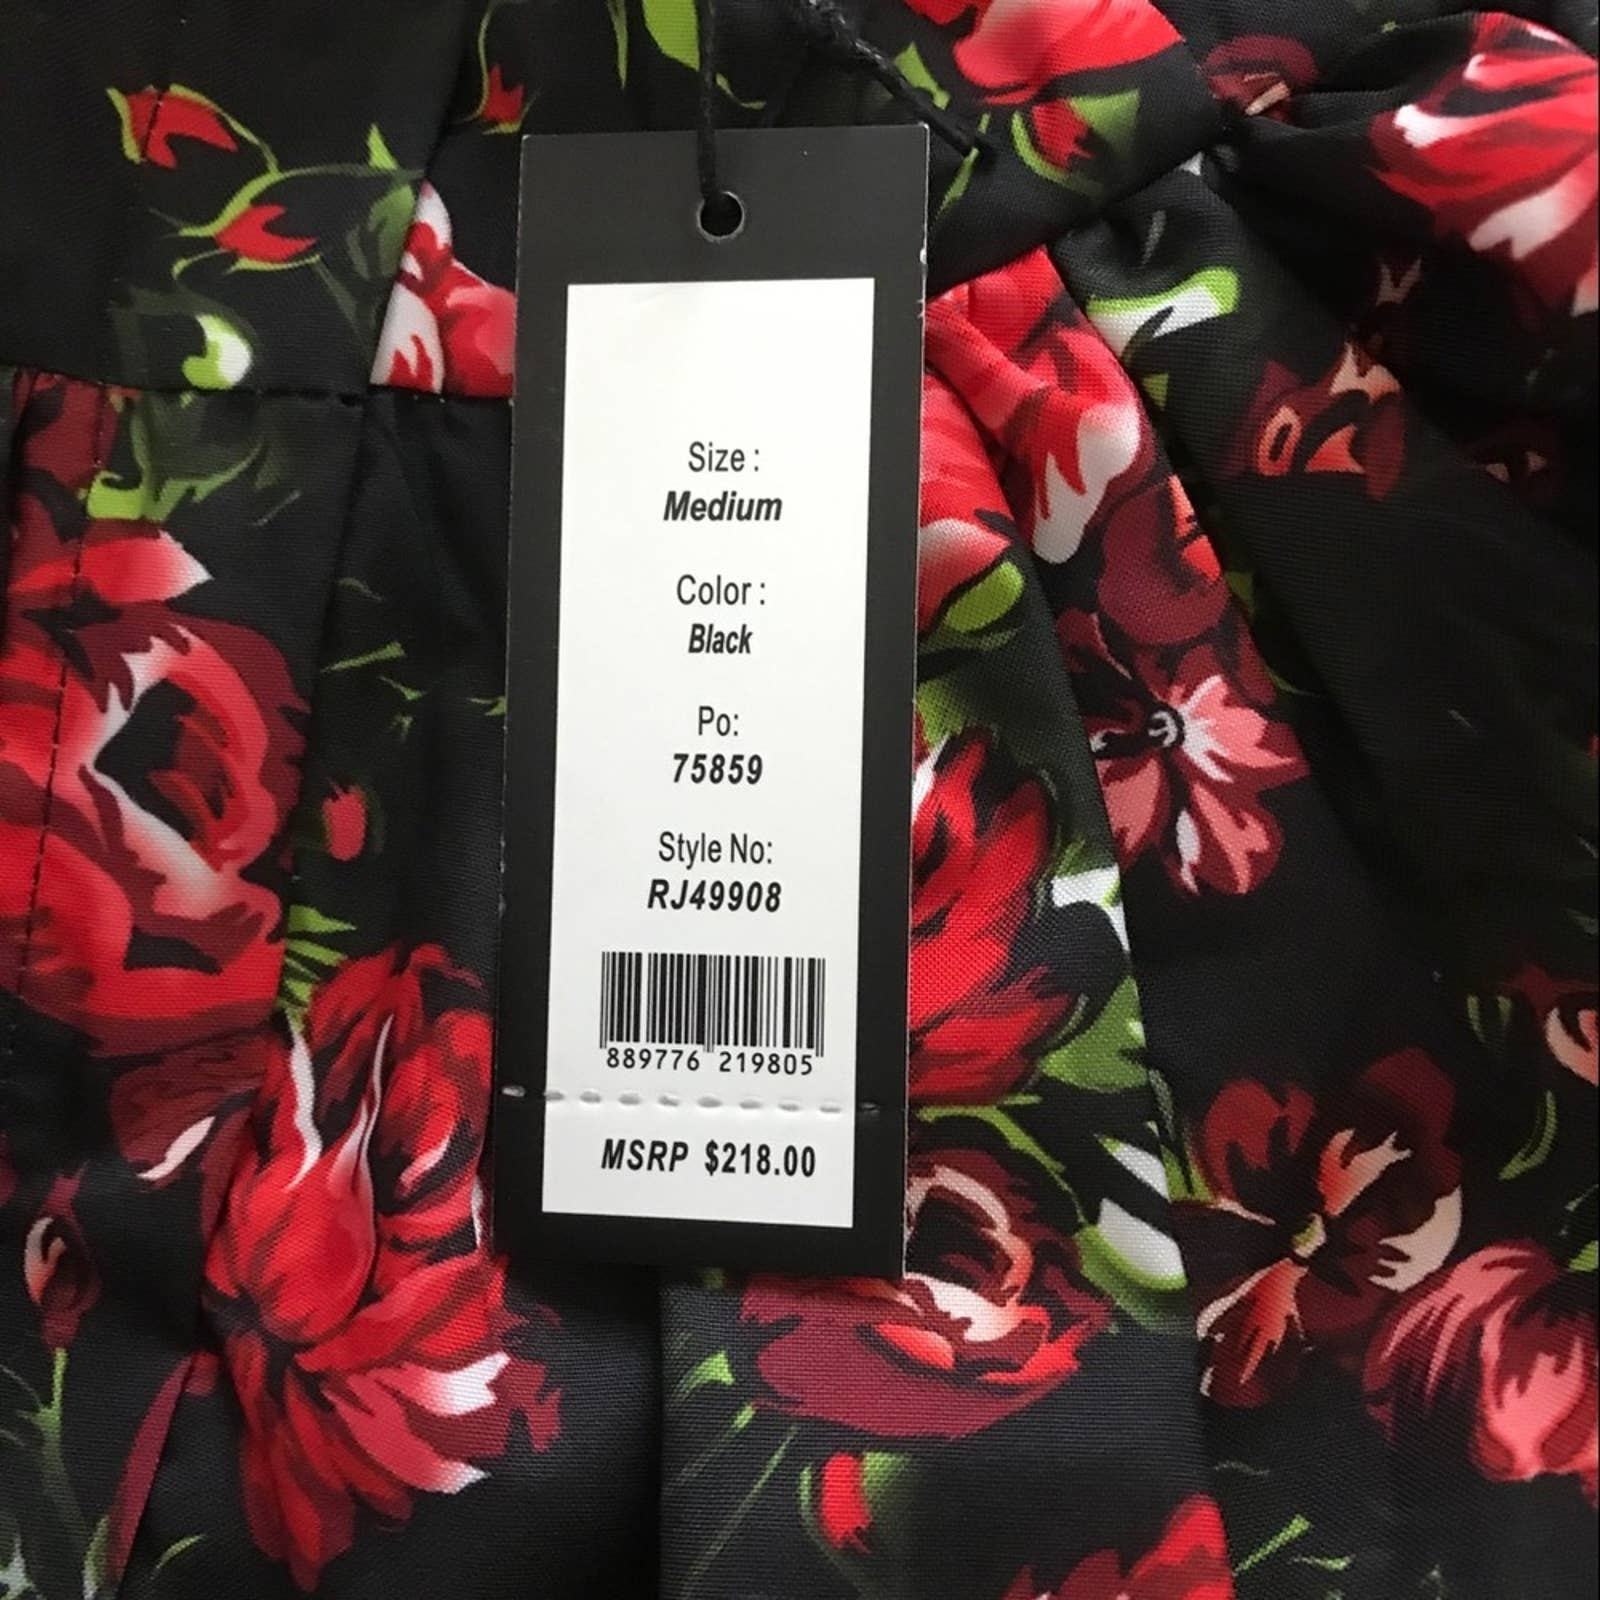 Size :
Medium
Color :
Black
Po:
75859
Style No:
RJ49908
889776 219805
MSRP $218.00